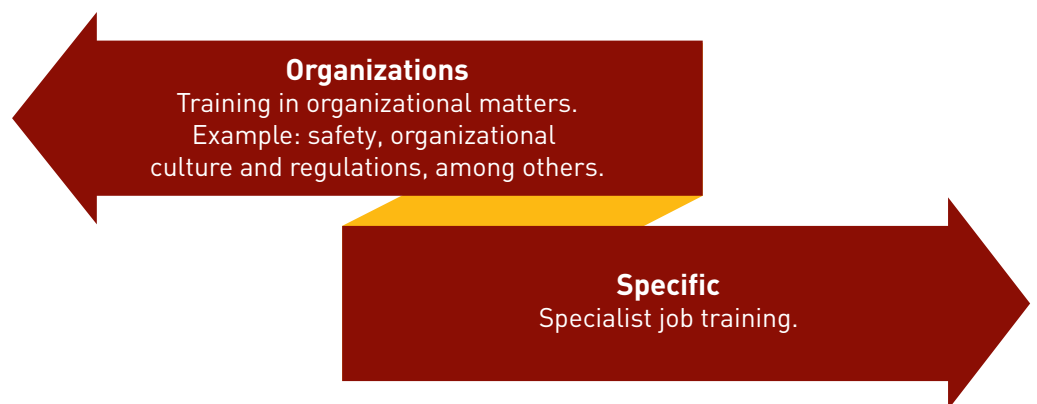 Organizations
Training in organizational matters.
Example: safety, organizational
culture and regulations, among others.
Specific
Specialist job training.